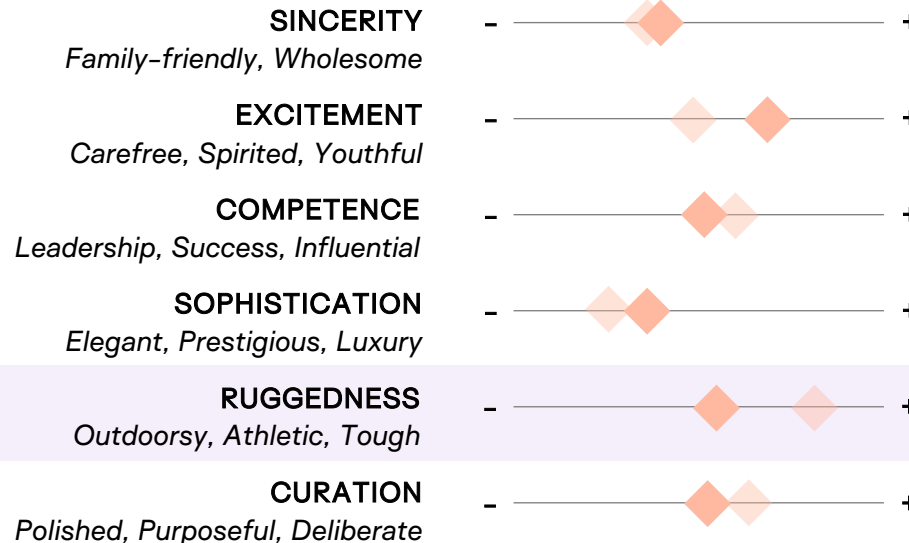 SINCERITY - +
Family-friendly, Wholesome
EXCITEMENT - +
Carefree, Spirited, Youthful
COMPETENCE - +
Leadership, Success, Influential
SOPHISTICATION - +
Elegant, Prestigious, Luxury
RUGGEDNESS - +
Outdoorsy, Athletic, Tough
CURATION - +
Polished, Purposeful, Deliberate